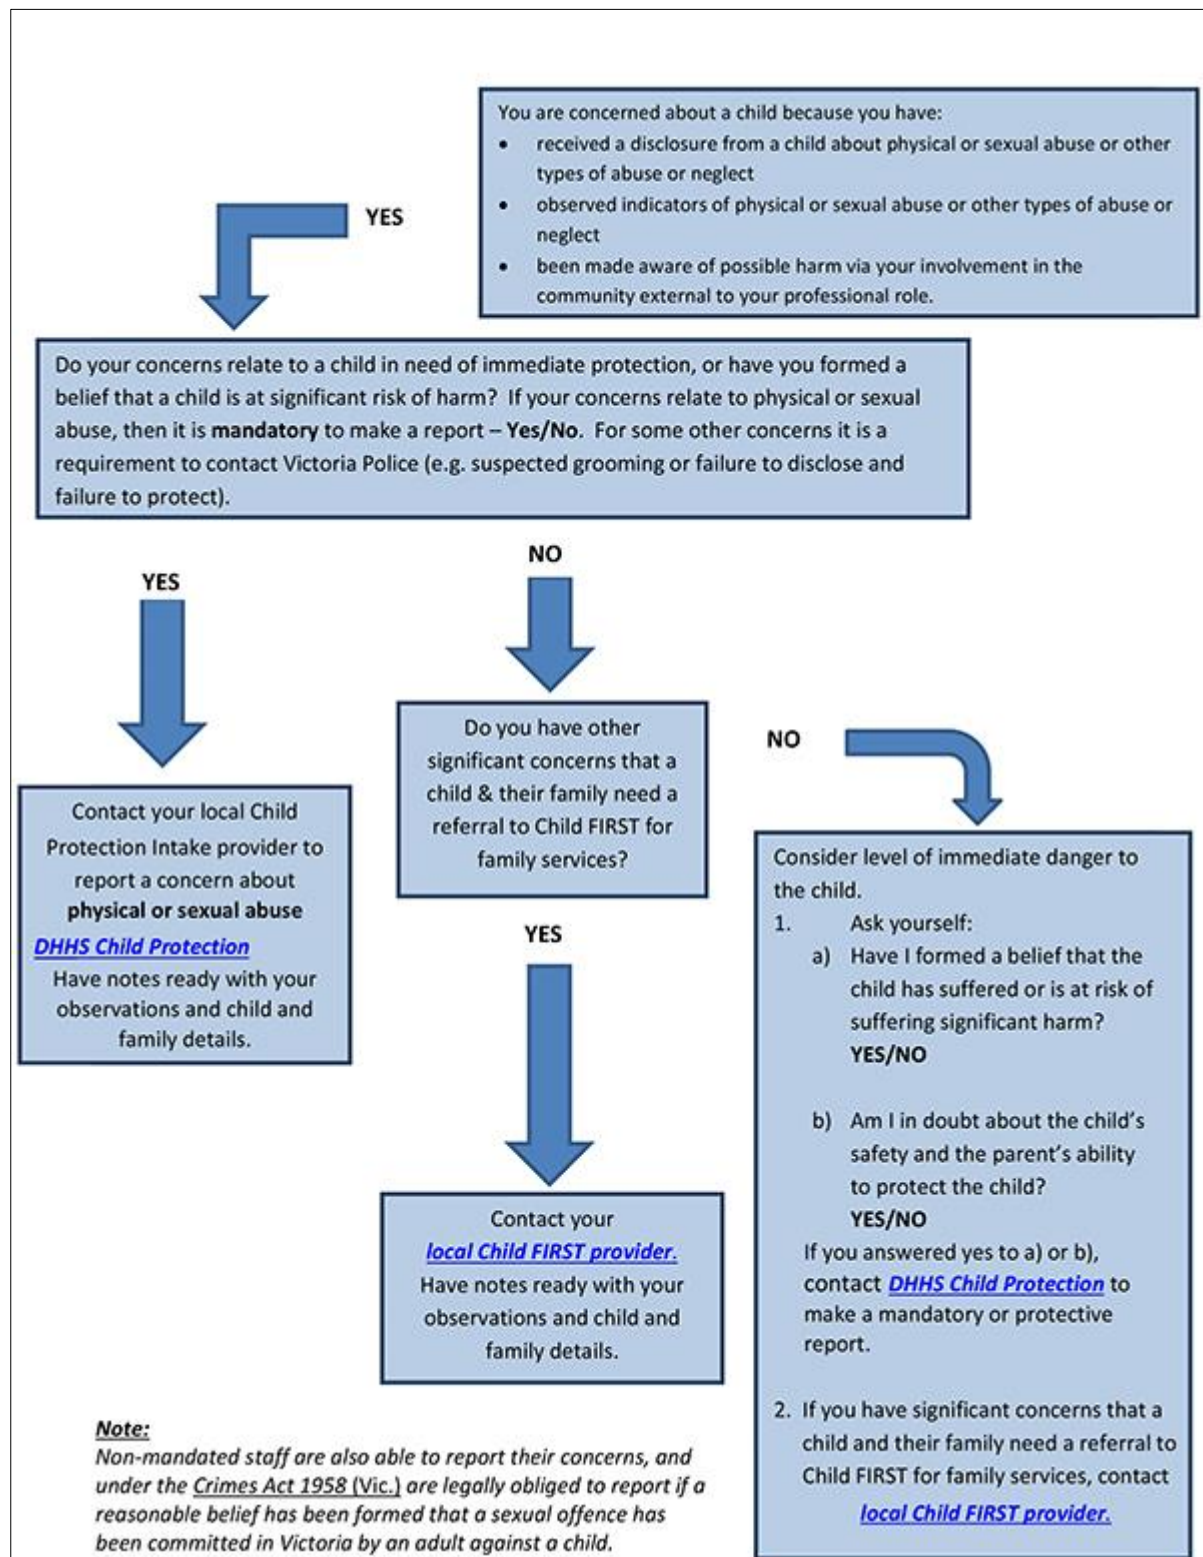 You are concerned about a child because you have:
• received a disclosure from a child about physical or sexual abuse or other
types of abuse or neglect
• observed indicators of physical or sexual abuse or other types of abuse or
neglect
• been made aware of possible harm via your involvement in the
community external to your professional role.
YES
Do your concerns relate to a child in need of immediate protection, or have you formed a
belief that a child is at significant risk of harm? If your concerns relate to physical or sexual
abuse, then it is mandatory to make a report – Yes/No. For some other concerns it is a
requirement to contact Victoria Police (e.g. suspected grooming or failure to disclose and
failure to protect).
YES
Contact your local Child
Protection Intake provider to
report a concern about
physical or sexual abuse
DHHS Child Protection
Have notes ready with your
observations and child and
family details.
NO
Do you have other
significant concerns that a
child & their family need a
referral to Child FIRST for
family services?
YES
Contact your
local Child FIRST provider.
Have notes ready with your
observations and child and
family details.
NO
Consider level of immediate danger to
the child.
1. Ask yourself:
a) Have I formed a belief that the
child has suffered or is at risk of
suffering significant harm?
YES/NO
b) Am I in doubt about the child's
safety and the parent's ability
to protect the child?
YES/NO
If you answered yes to a) or b),
contact DHHS Child Protection to
make a mandatory or protective
report.
2. If you have significant concerns that a
child and their family need a referral to
Child FIRST for family services, contact
local Child FIRST provider.
Note:
Non-mandated staff are also able to report their concerns, and
under the Crimes Act 1958 (Vic.) are legally obliged to report if a
reasonable belief has been formed that a sexual offence has
been committed in Victoria by an adult against a child.